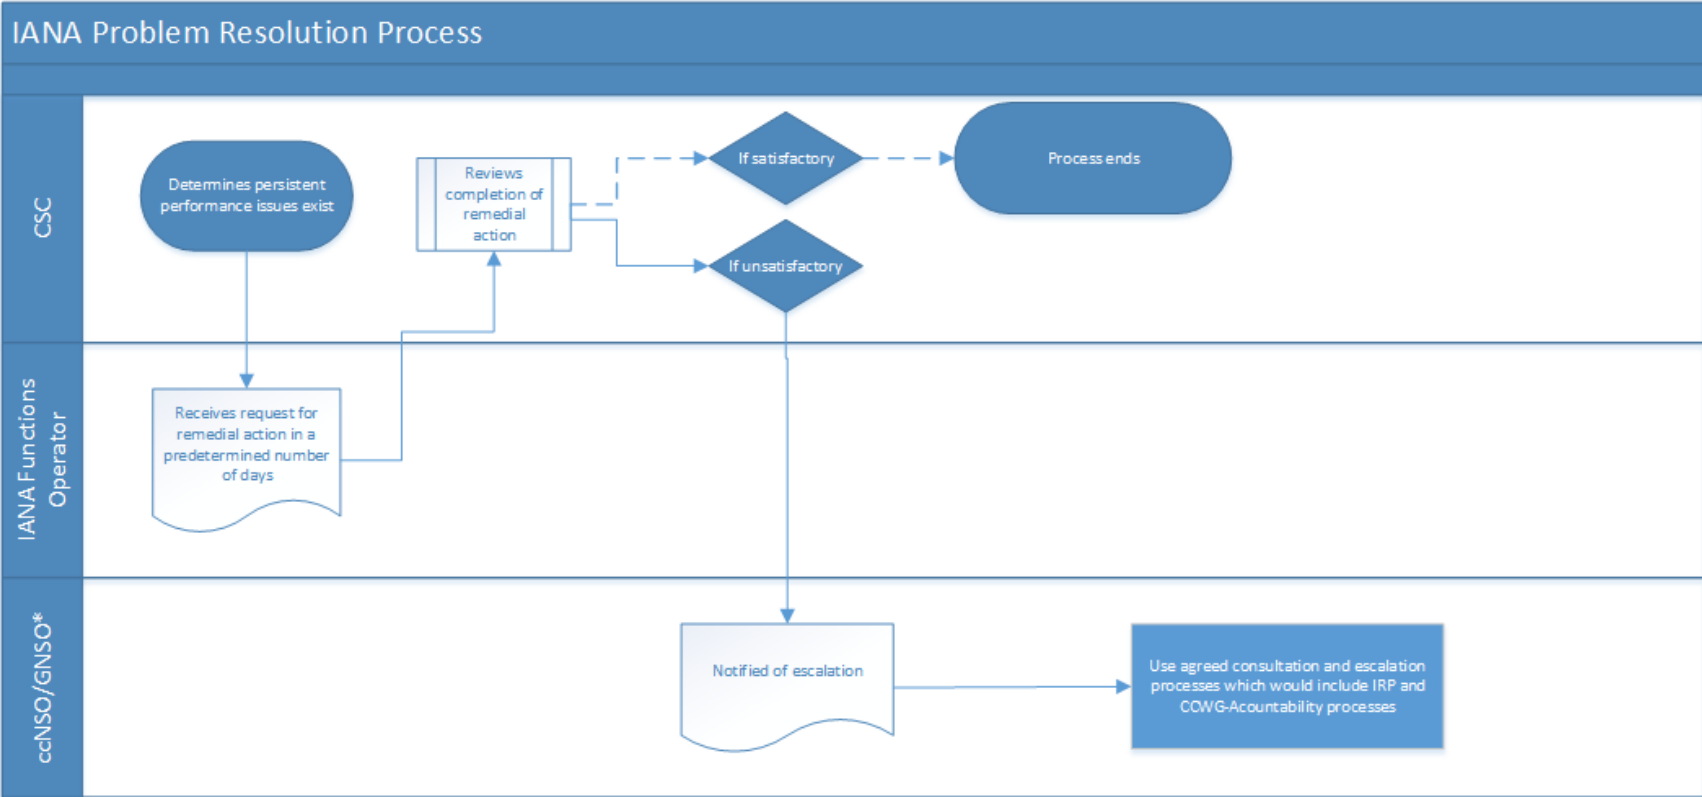 IANA Problem Resolution Process
CSC
Determines persistent
performance issues exist
Reviews
completion of
remedial
action
If satisfactory
Process ends
If unsatisfactory
IANA Functions
Operator
Receives request for
remedial action in a
predetermined number
of days
ccNSO/GNSO*
Notified of escalation
Use agreed consultation and escalation
processes which would include IRP and
CCWG-Acountability processes